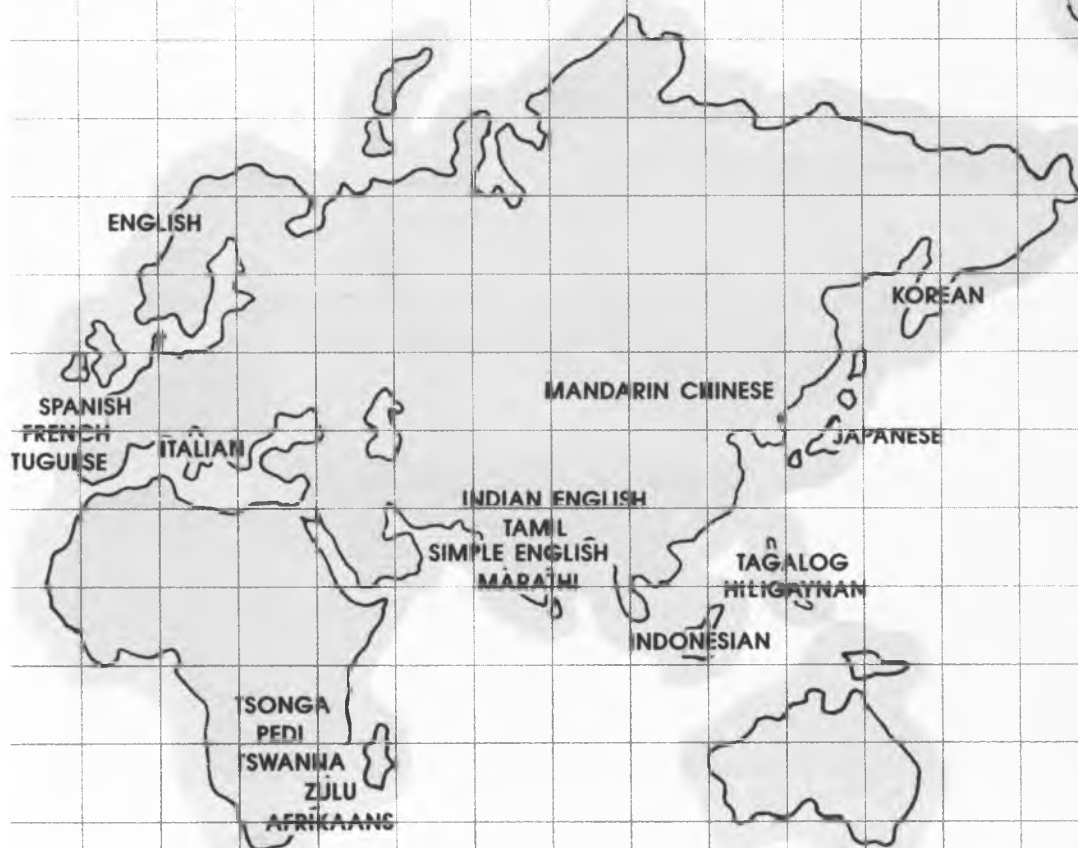 ENGLISH
KOREAN
MANDARIN CHINESE
SPANISH
FRENCH
TUGUESE
ITALIAN
JAPANESE
INDIAN ENGLISH
TAMIL
SIMPLE ENGLISH
MARATHI
TAGALOG
HILIGAYNAN
INDONESIAN
TSONGA
PEDI
TSWANNA
ZULU
AFRIKAANS